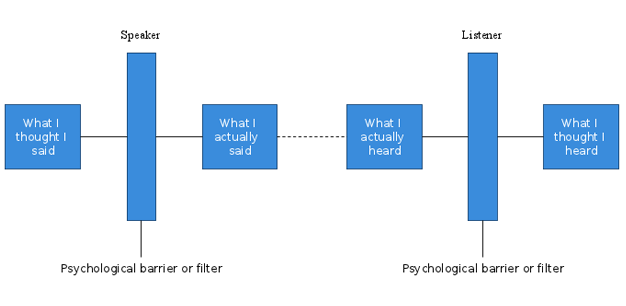 Speaker
Listener
What I
thought I
said
What I
actually
said
What I
actually
heard
What I
thought I
heard
Psychological barrier or filter
Psychological barrier or filter